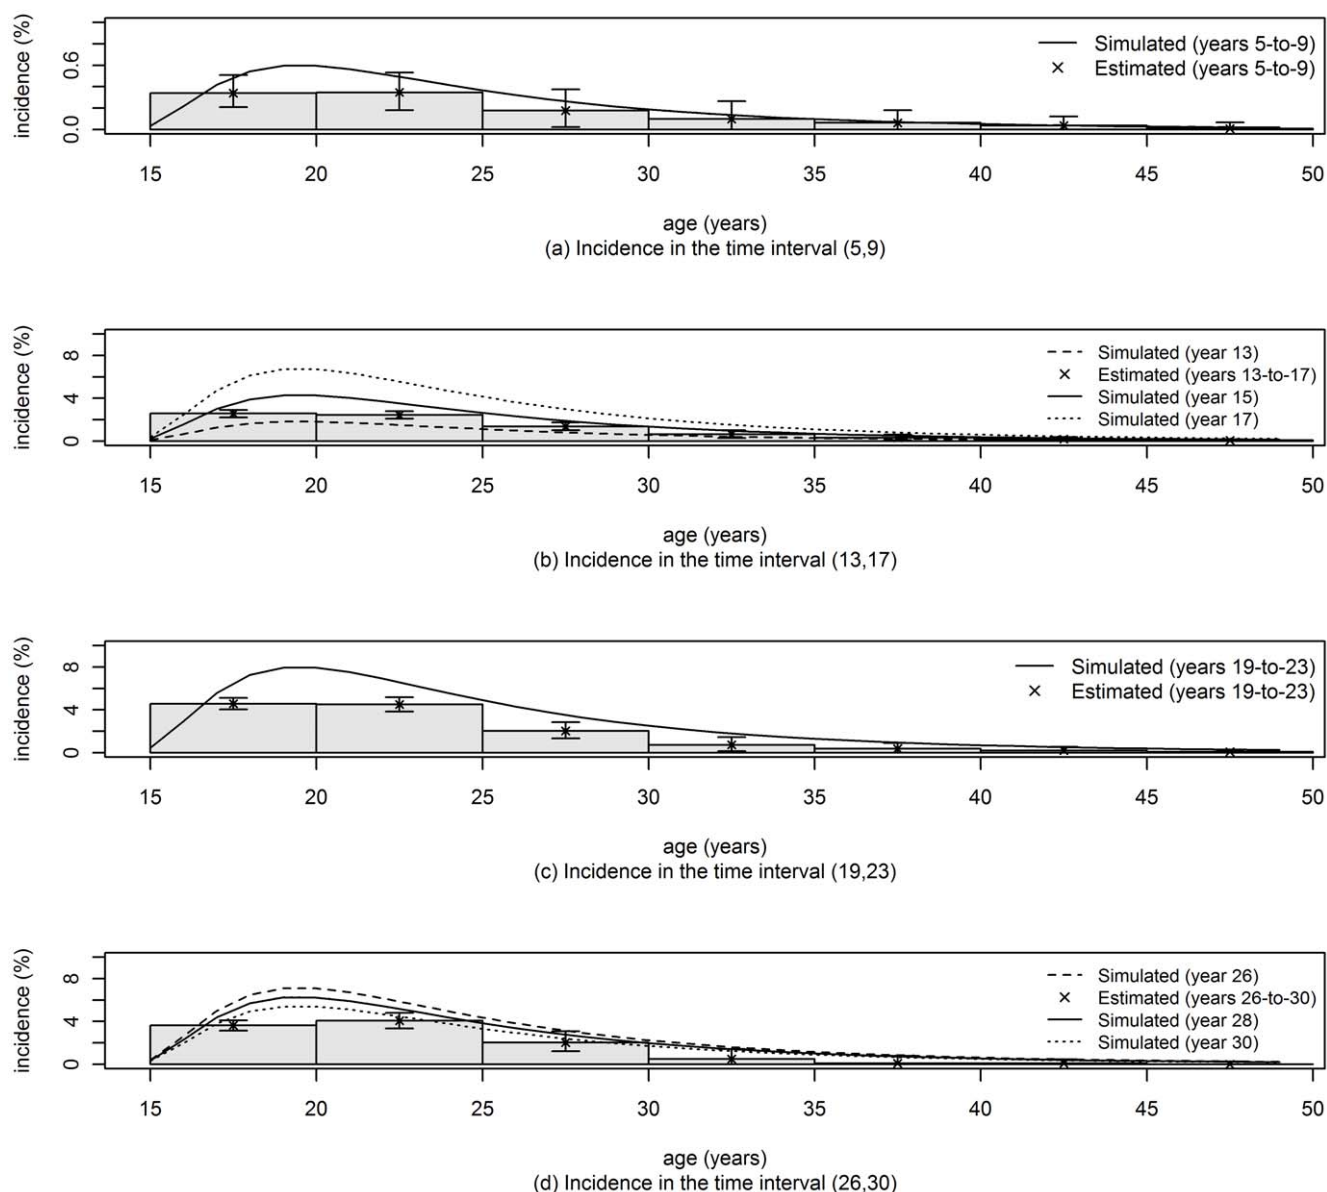 incidence (%)
0.0
0.6
Simulated (years 5-to-9)
Estimated (years 5-to-9)
15 20 25 30 35 40 45 50
age (years)
(a) Incidence in the time interval (5,9)
incidence (%)
0
4
8
Simulated (year 13)
Estimated (years 13-to-17)
Simulated (year 15)
Simulated (year 17)
15 20 25 30 35 40 45 50
age (years)
(b) Incidence in the time interval (13,17)
incidence (%)
0
4
8
Simulated (years 19-to-23)
Estimated (years 19-to-23)
15 20 25 30 35 40 45 50
age (years)
(c) Incidence in the time interval (19,23)
incidence (%)
0
4
8
Simulated (year 26)
Estimated (years 26-to-30)
Simulated (year 28)
Simulated (year 30)
15 20 25 30 35 40 45 50
age (years)
(d) Incidence in the time interval (26,30)